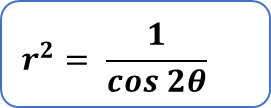 r² = 1 / cos 2θ